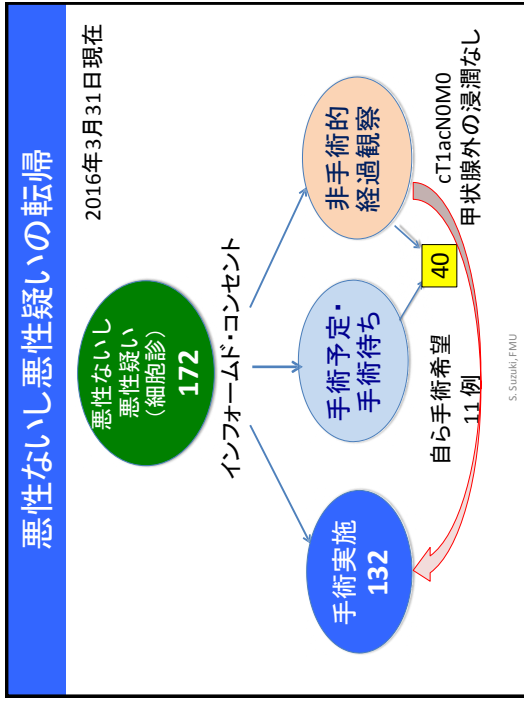 悪性ないし悪性疑いの転帰
2016年3月31日現在
悪性ないし
悪性疑い
（細胞診）
172
インフォームド・コンセント
手術実施
132
手術予定・
手術待ち
非手術的
経過観察
40
自ら手術希望
11 例
cT1acN0M0
甲状腺外の浸潤なし
S. Suzuki, FMU